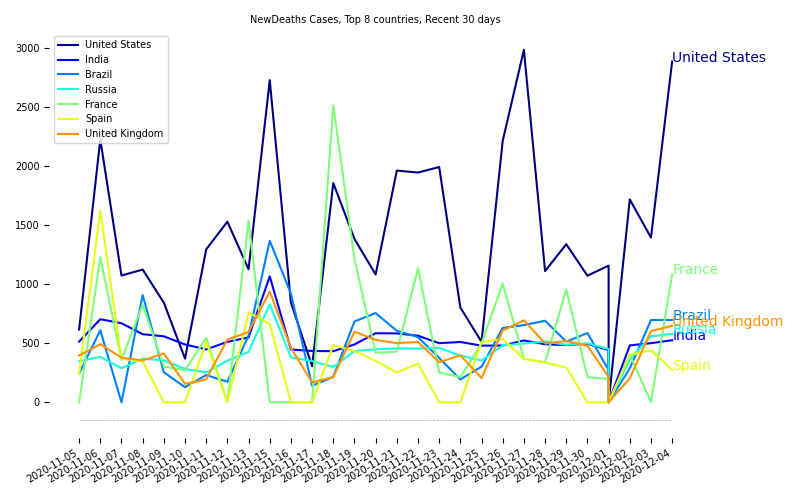 NewDeaths Cases, Top 8 countries, Recent 30 days
United States
India
Brazil
Russia
France
Spain
United Kingdom
3000
2500
2000
1500
1000
500
0
United States
France
Brazil
United Kingdom
Russia
India
Spain
2020-11-05
2020-11-06
2020-11-07
2020-11-08
2020-11-09
2020-11-10
2020-11-11
2020-11-12
2020-11-13
2020-11-15
2020-11-16
2020-11-17
2020-11-18
2020-11-19
2020-11-20
2020-11-21
2020-11-22
2020-11-23
2020-11-24
2020-11-25
2020-11-26
2020-11-27
2020-11-28
2020-11-29
2020-11-30
2020-12-01
2020-12-02
2020-12-03
2020-12-04